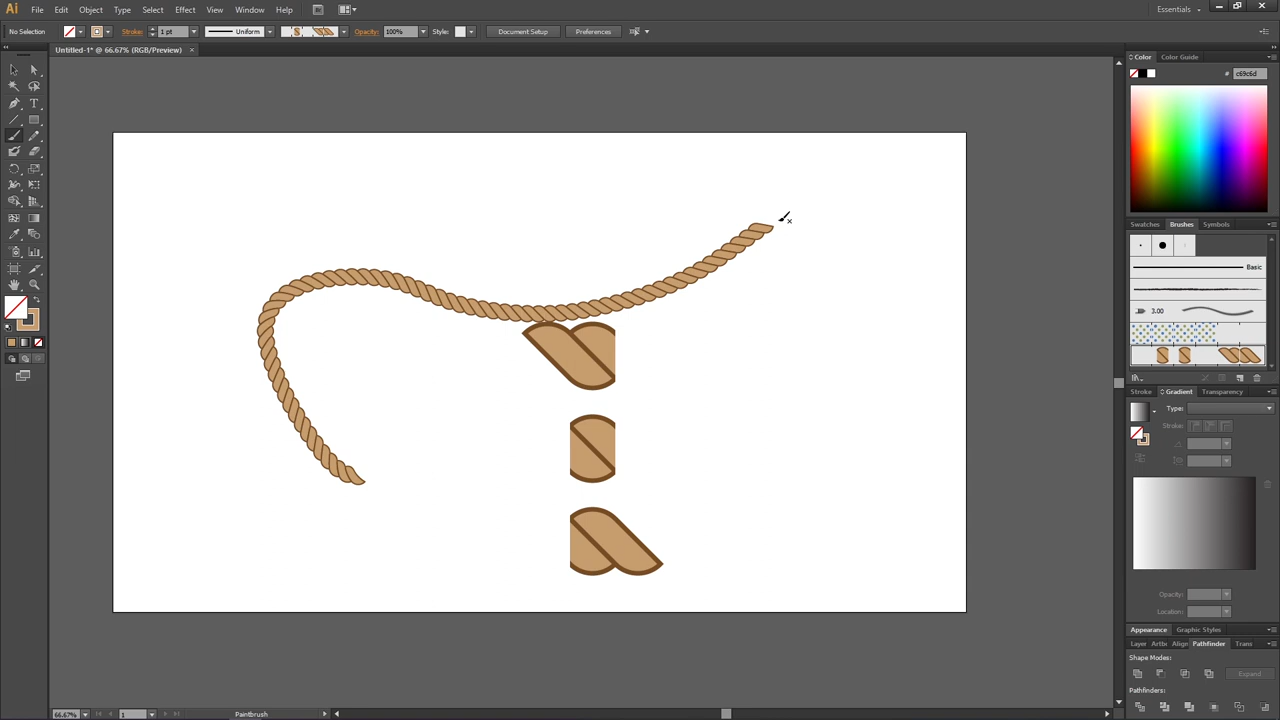 Ai File Edit Object Type Select Effect View Window Help Br Essentials
No Selection Stroke: 1 pt Uniform Opacity: 100% Style: Document Setup Preferences
Untitled-1* @ 66.67% (RGB/Preview) ×
Color Color Guide
# c69c6d
Swatches Brushes Symbols
Basic
3.00
Stroke Gradient Transparency
Type:
Stroke:
Opacity:
Location:
Appearance Graphic Styles
Layer Artb Align Pathfinder Trans
Shape Modes:
Expand
Pathfinders:
66.67% 1 Paintbrush